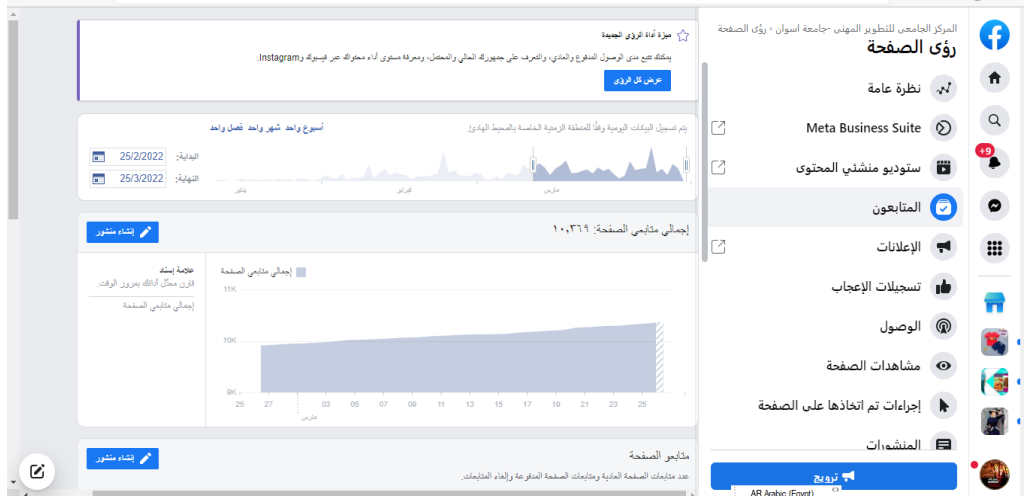 المركز الجامعى للتطوير المهنى -جامعة اسوان › رؤى الصفحة
رؤى الصفحة
نظرة عامة
Meta Business Suite
ستوديو منشئي المحتوى
المتابعون
الإعلانات
تسجيلات الإعجاب
الوصول
مشاهدات الصفحة
إجراءات تم اتخاذها على الصفحة
المنشورات
ترويج
AR Arabic (Egypt)
+9
ميزة أداة الرؤى الجديدة
يمكنك تتبع مدى الوصول المدفوع والعادي، والتعرف على جمهورك الحالي والمحتمل، ومعرفة مستوى أداء محتواك عبر فيسبوك وInstagram.
عرض كل الرؤى
يتم تسجيل البيانات اليومية وفقًا للمنطقة الزمنية الخاصة بالمحيط الهادئ.
أسبوع واحد شهر واحد فصل واحد
البداية: 25/2/2022
النهاية: 25/3/2022
يناير فبراير مارس
إجمالي متابعي الصفحة: ١٠,٣٦٩
إنشاء منشور
إجمالي متابعي الصفحة
علامة إسناد
قارن معدّل أدائك بمرور الوقت.
إجمالي متابعي الصفحة
11K
10K
9K
25 27 03 05 07 09 11 13 15 17 19 21 23 25
مارس
متابعو الصفحة
إنشاء منشور
عدد متابعات الصفحة العادية ومتابعات الصفحة المدفوعة وإلغاء المتابعات.